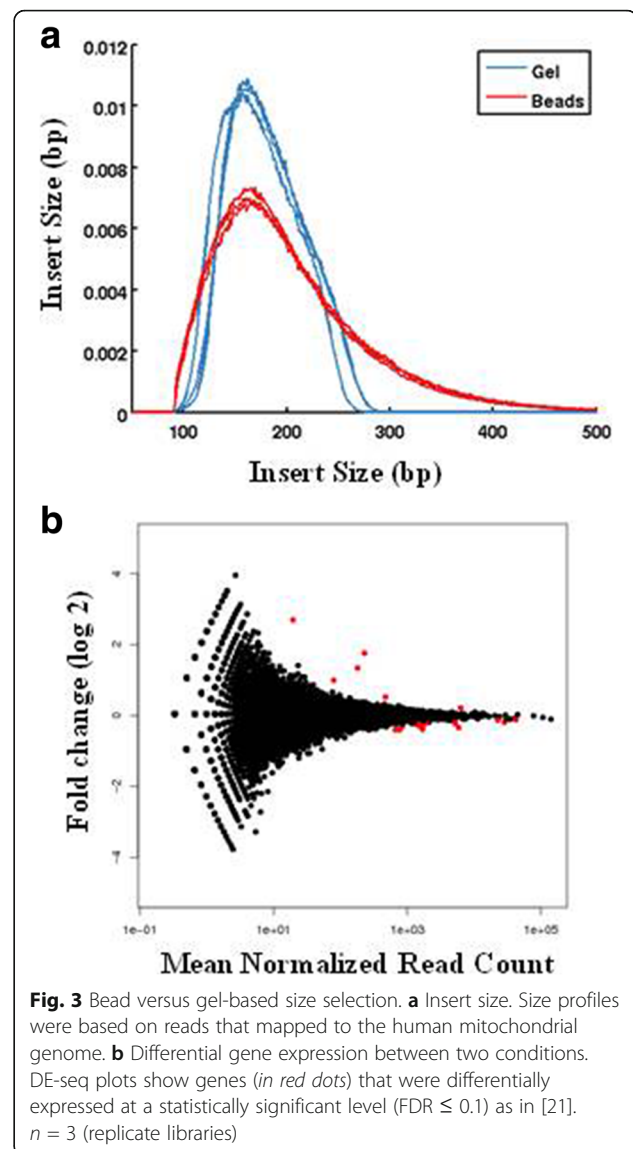 a
0.012
0.01
0.008
0.006
0.004
0.002
0
Insert Size (bp)
Gel
Beads
100
200
300
400
500
Insert Size (bp)
b
4
2
0
-2
-4
Fold change (log 2)
1e-01
1e+01
1e+03
1e+05
Mean Normalized Read Count
Fig. 3 Bead versus gel-based size selection. a Insert size. Size profiles
were based on reads that mapped to the human mitochondrial
genome. b Differential gene expression between two conditions.
DE-seq plots show genes (in red dots) that were differentially
expressed at a statistically significant level (FDR ≤ 0.1) as in [21].
n = 3 (replicate libraries)